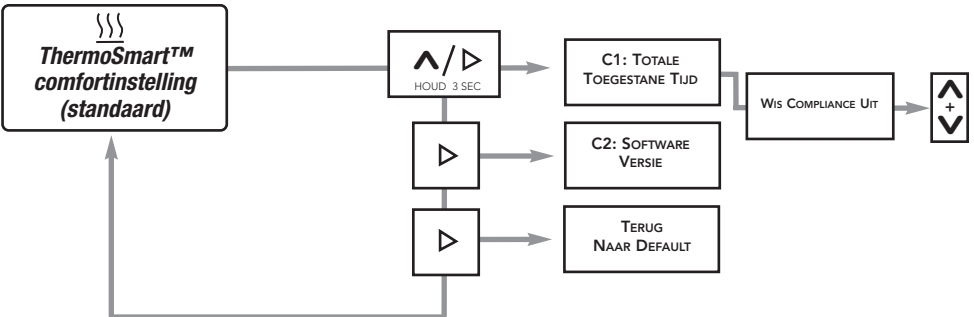 ThermoSmart™
comfortinstelling
(standaard)
HOUD 3 SEC
C1: TOTALE
TOEGESTANE TIJD
WIS COMPLIANCE UIT
+
C2: SOFTWARE
VERSIE
TERUG
NAAR DEFAULT